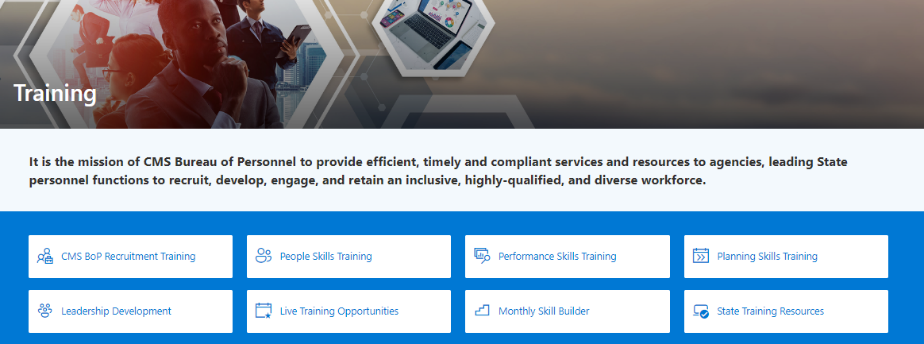 Training
It is the mission of CMS Bureau of Personnel to provide efficient, timely and compliant services and resources to agencies, leading State
personnel functions to recruit, develop, engage, and retain an inclusive, highly-qualified, and diverse workforce.
CMS BoP Recruitment Training
People Skills Training
Performance Skills Training
Planning Skills Training
Leadership Development
Live Training Opportunities
Monthly Skill Builder
State Training Resources